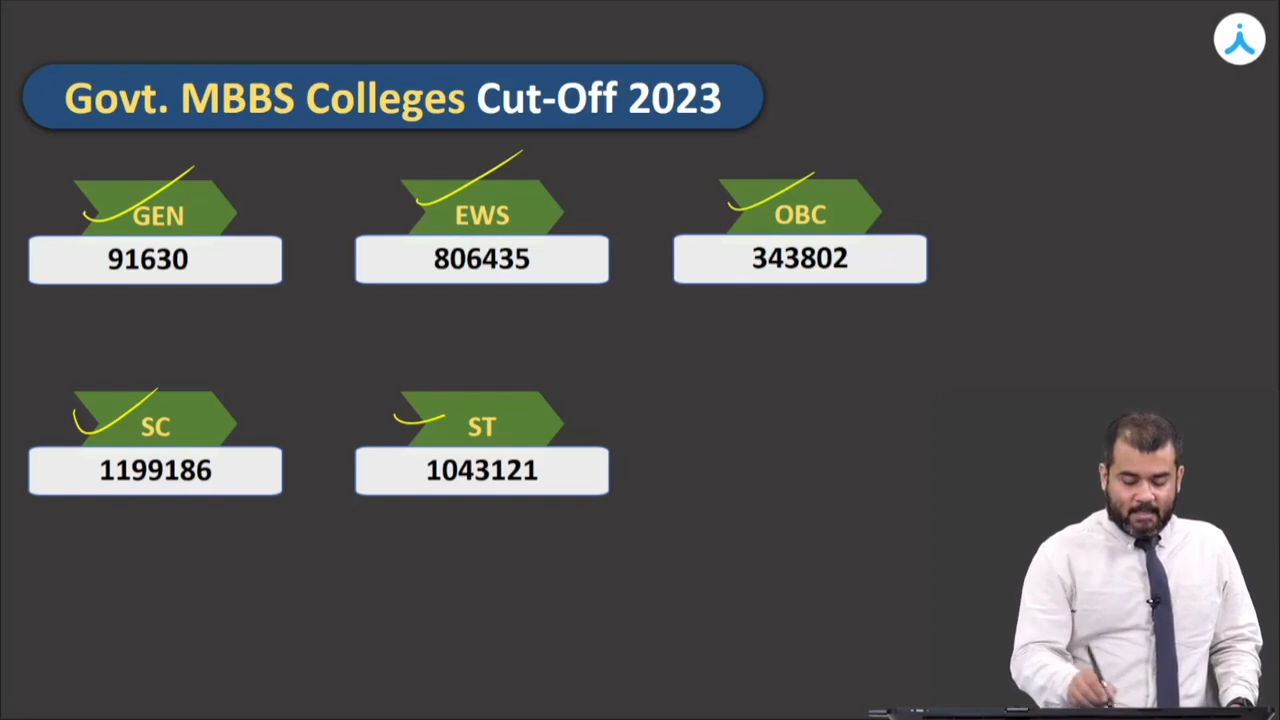 Govt. MBBS Colleges Cut-Off 2023
GEN
91630
EWS
806435
OBC
343802
SC
1199186
ST
1043121